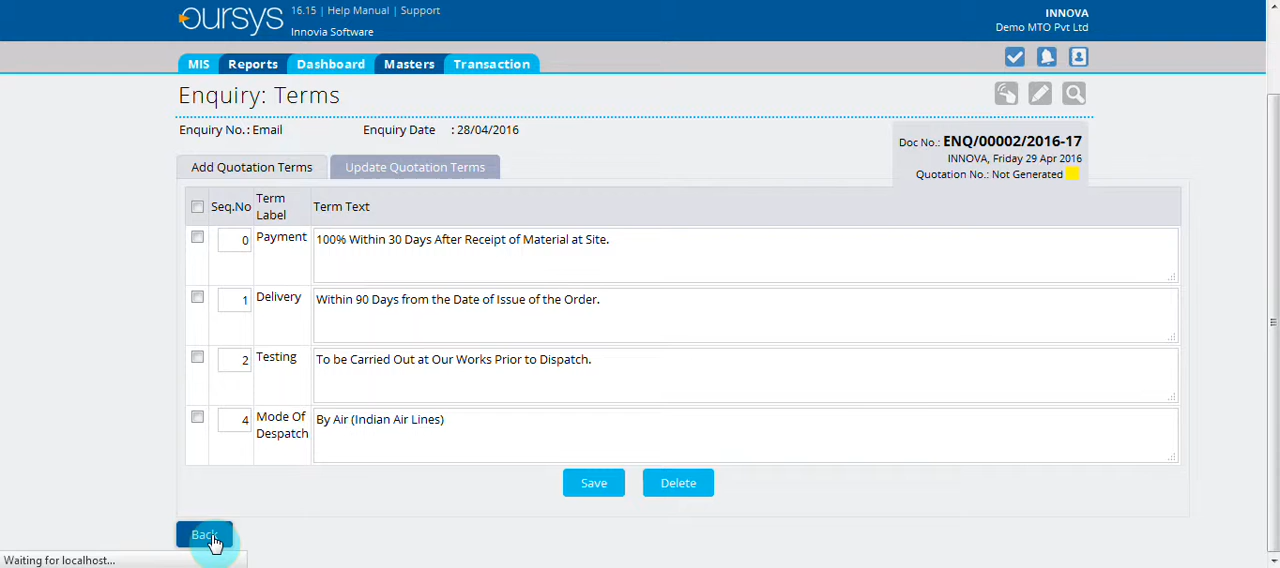 oursys
16.15 | Help Manual | Support
Innovia Software
INNOVA
Demo MTO Pvt Ltd
MIS Reports Dashboard Masters Transaction
Enquiry: Terms
Enquiry No.: Email Enquiry Date : 28/04/2016
Doc No.: ENQ/00002/2016-17
INNOVA, Friday 29 Apr 2016
Quotation No.: Not Generated
Add Quotation Terms Update Quotation Terms
Seq.No Term Label Term Text
0 Payment 100% Within 30 Days After Receipt of Material at Site.
1 Delivery Within 90 Days from the Date of Issue of the Order.
2 Testing To be Carried Out at Our Works Prior to Dispatch.
4 Mode Of Despatch By Air (Indian Air Lines)
Save Delete
Back
Waiting for localhost...